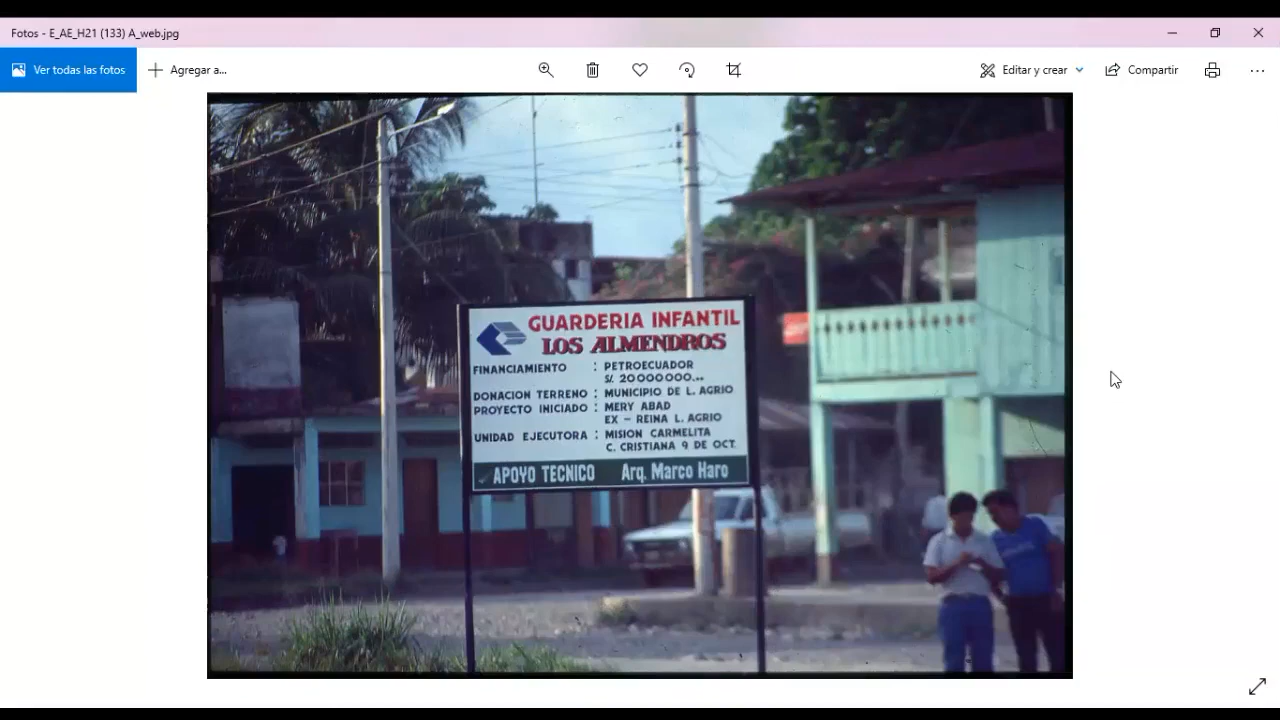 Fotos - E_AE_H21 (133) A_web.jpg
Ver todas las fotos
Agregar a...
Editar y crear
Compartir
GUARDERIA INFANTIL
LOS ALMENDROS
FINANCIAMIENTO : PETROECUADOR
S/. 20000000...
DONACION TERRENO : MUNICIPIO DE L. AGRIO
PROYECTO INICIADO : MERY ABAD
EX - REINA L. AGRIO
UNIDAD EJECUTORA : MISION CARMELITA
C. CRISTIANA 9 DE OCT.
APOYO TECNICO Arq. Marco Haro